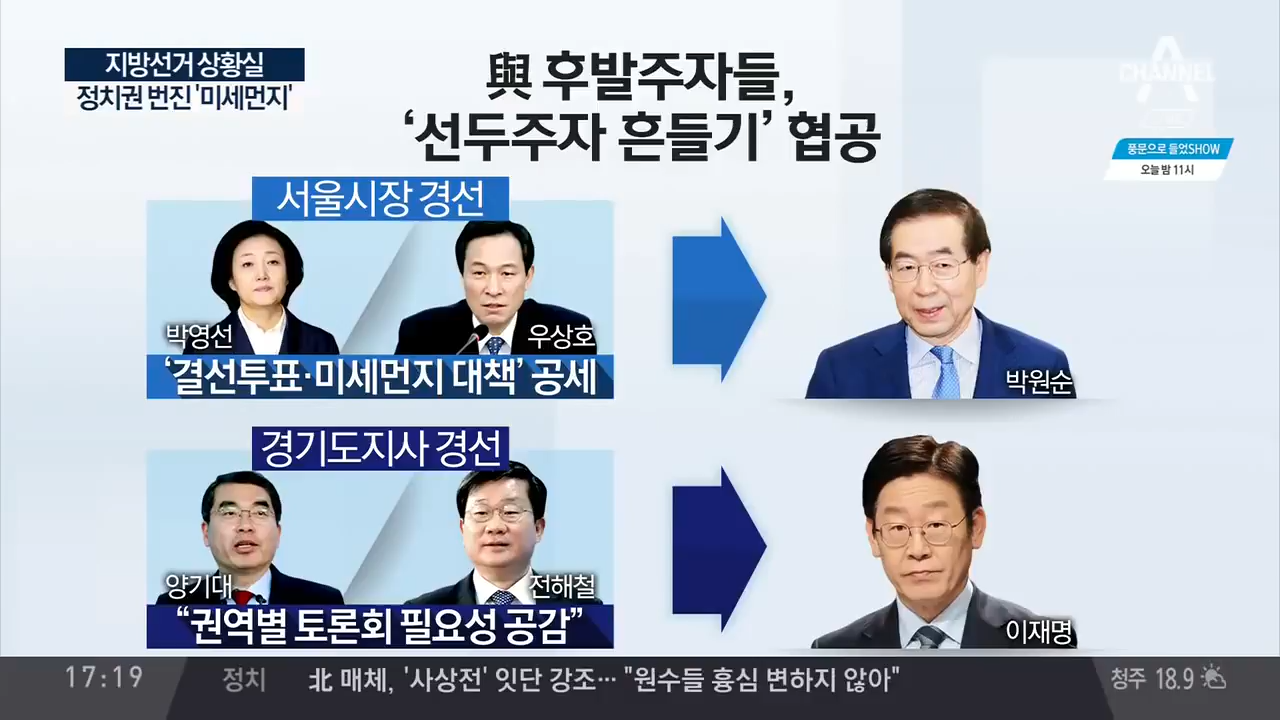 지방선거 상황실
정치권 번진 '미세먼지'
與 후발주자들,
‘선두주자 흔들기’ 협공
CHANNEL A
풍문으로 들었SHOW
오늘 밤 11시
서울시장 경선
박영선
우상호
‘결선투표·미세먼지 대책’ 공세
박원순
경기도지사 경선
양기대
전해철
“권역별 토론회 필요성 공감”
이재명
17:19 정치 北 매체, '사상전' 잇단 강조… "원수들 흉심 변하지 않아" 청주 18.9